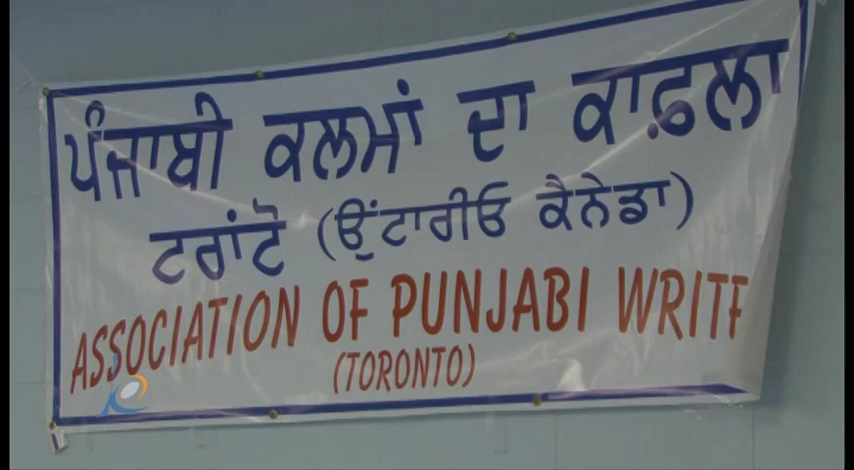 ਪੰਜਾਬੀ ਕਲਮਾਂ ਦਾ ਕਾਫ਼ਲਾ
ਟਰਾਂਟੋ (ਉਂਟਾਰੀਓ ਕੈਨੇਡਾ)
ASSOCIATION OF PUNJABI WRITE
(TORONTO)